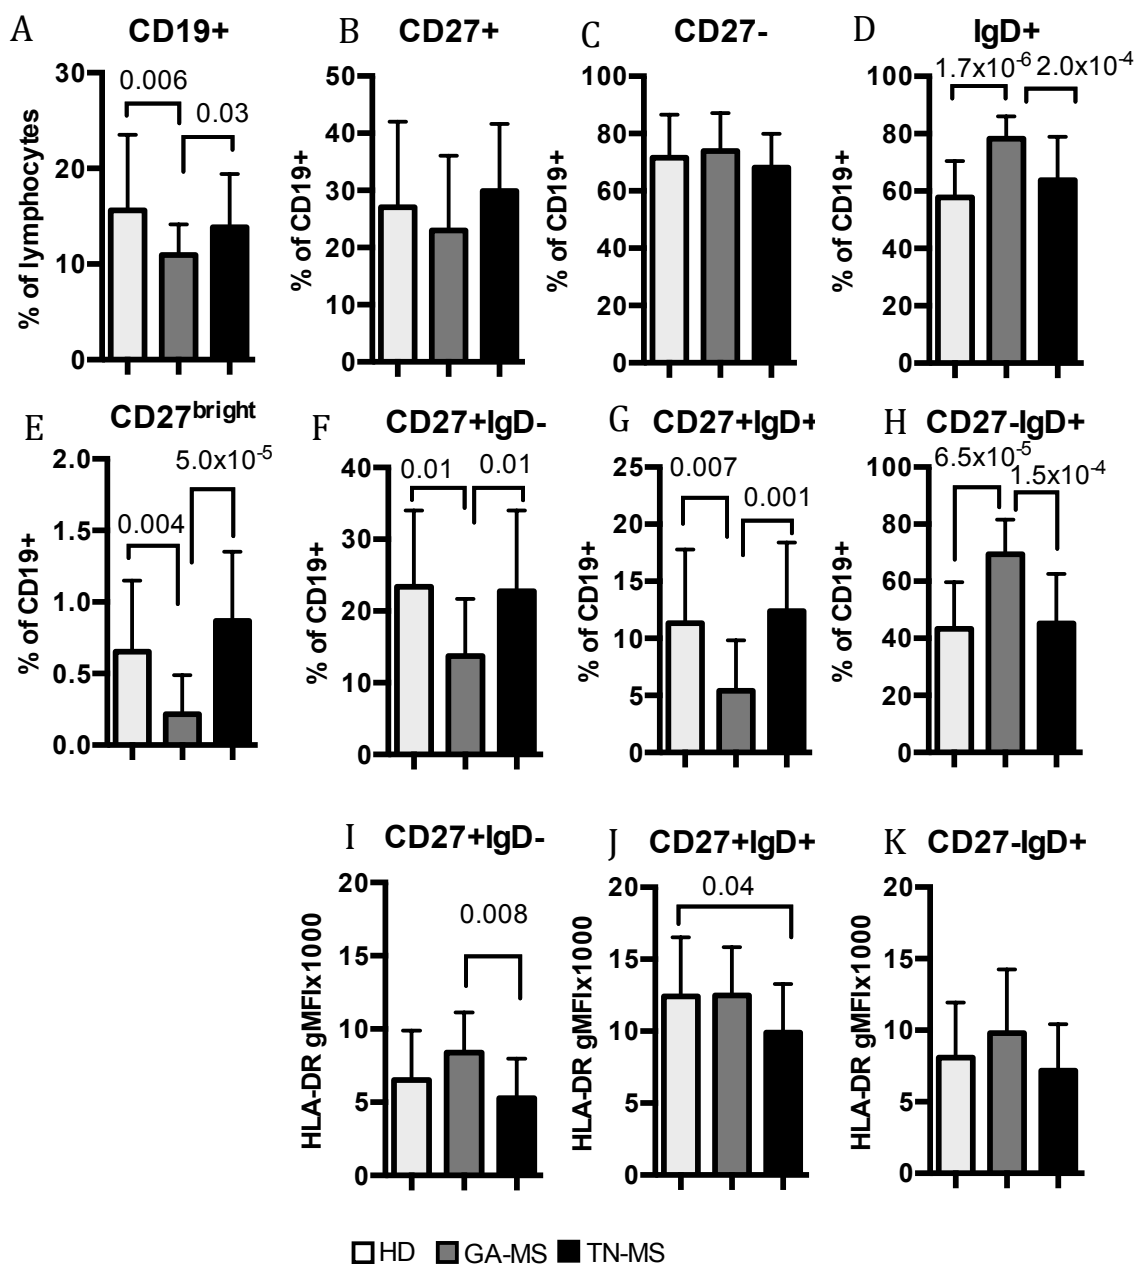 A CD19+
% of lymphocytes
30
20
10
0
0.006
0.03
B CD27+
% of CD19+
50
40
30
20
10
0
C CD27-
% of CD19+
100
80
60
40
20
0
D IgD+
% of CD19+
100
80
60
40
20
0
1.7x10-6
2.0x10-4
E CD27bright
% of CD19+
2.0
1.5
1.0
0.5
0.0
0.004
5.0x10-5
F CD27+IgD-
% of CD19+
40
30
20
10
0
0.01
0.01
G CD27+IgD+
% of CD19+
25
20
15
10
5
0
0.007
0.001
H CD27-IgD+
% of CD19+
100
80
60
40
20
0
6.5x10-5
1.5x10-4
I CD27+IgD-
HLA-DR gMFIx1000
20
15
10
5
0
0.008
J CD27+IgD+
HLA-DR gMFIx1000
20
15
10
5
0
0.04
K CD27-IgD+
HLA-DR gMFIx1000
20
15
10
5
0
HD GA-MS TN-MS